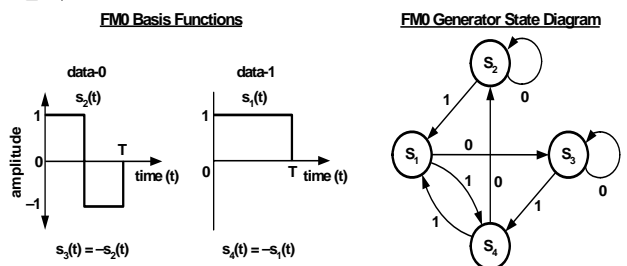 FM0 Basis Functions
FM0 Generator State Diagram
data-0
data-1
s2(t)
s1(t)
amplitude
1
0
–1
T
time (t)
1
0
T
time (t)
s3(t) = –s2(t)
s4(t) = –s1(t)
S2
0
1
S1
0
S3
0
1
1
0
1
S4